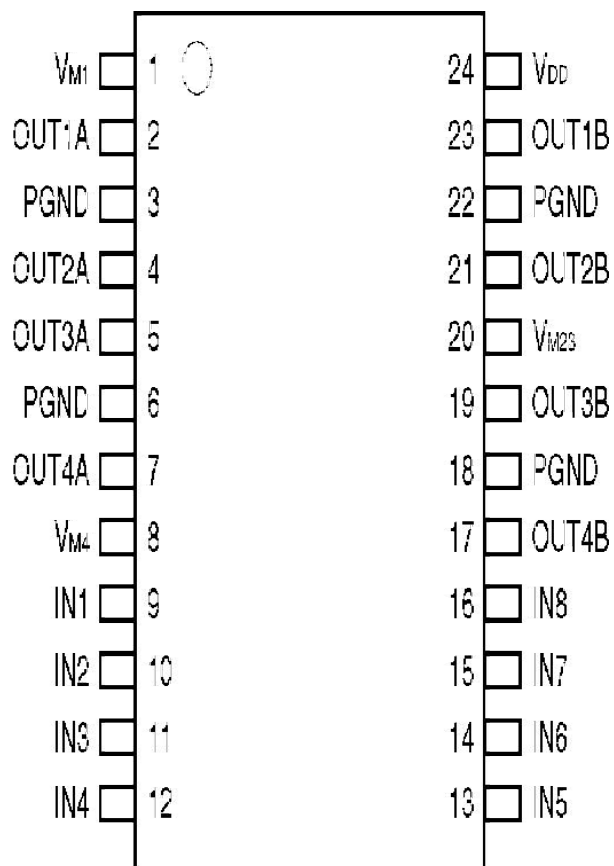 VM1 1 24 VDD
OUT1A 2 23 OUT1B
PGND 3 22 PGND
OUT2A 4 21 OUT2B
OUT3A 5 20 VM23
PGND 6 19 OUT3B
OUT4A 7 18 PGND
VM4 8 17 OUT4B
IN1 9 16 IN8
IN2 10 15 IN7
IN3 11 14 IN6
IN4 12 13 IN5